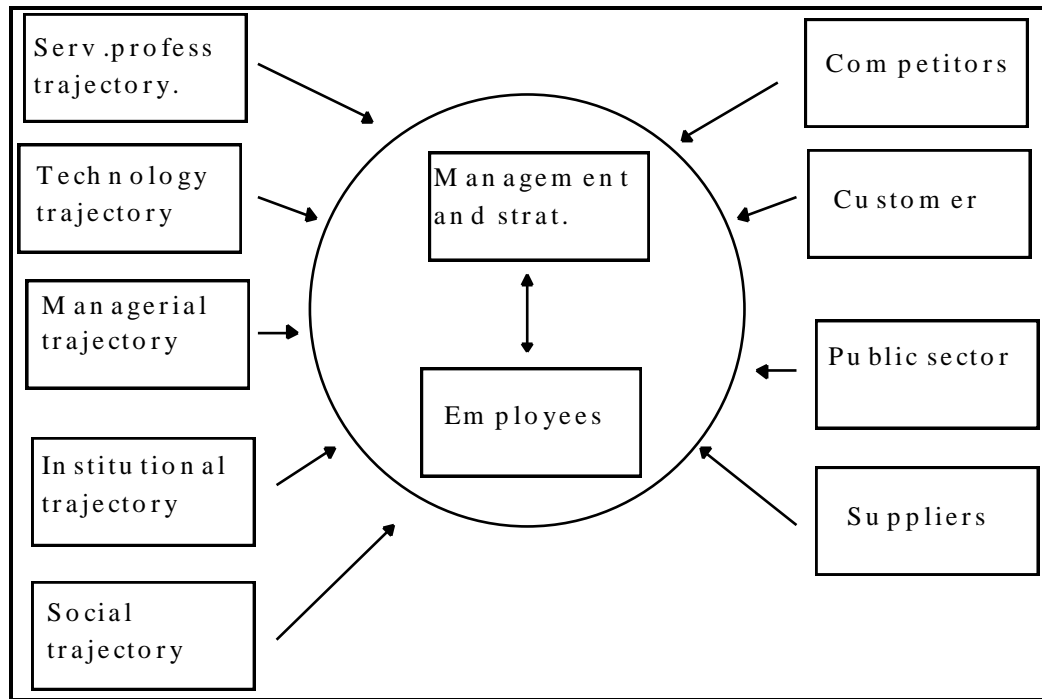 Serv.profess
trajectory.
Technology
trajectory
Managerial
trajectory
Institutional
trajectory
Social
trajectory
Management
and strat.
Employees
Competitors
Customer
Public sector
Suppliers